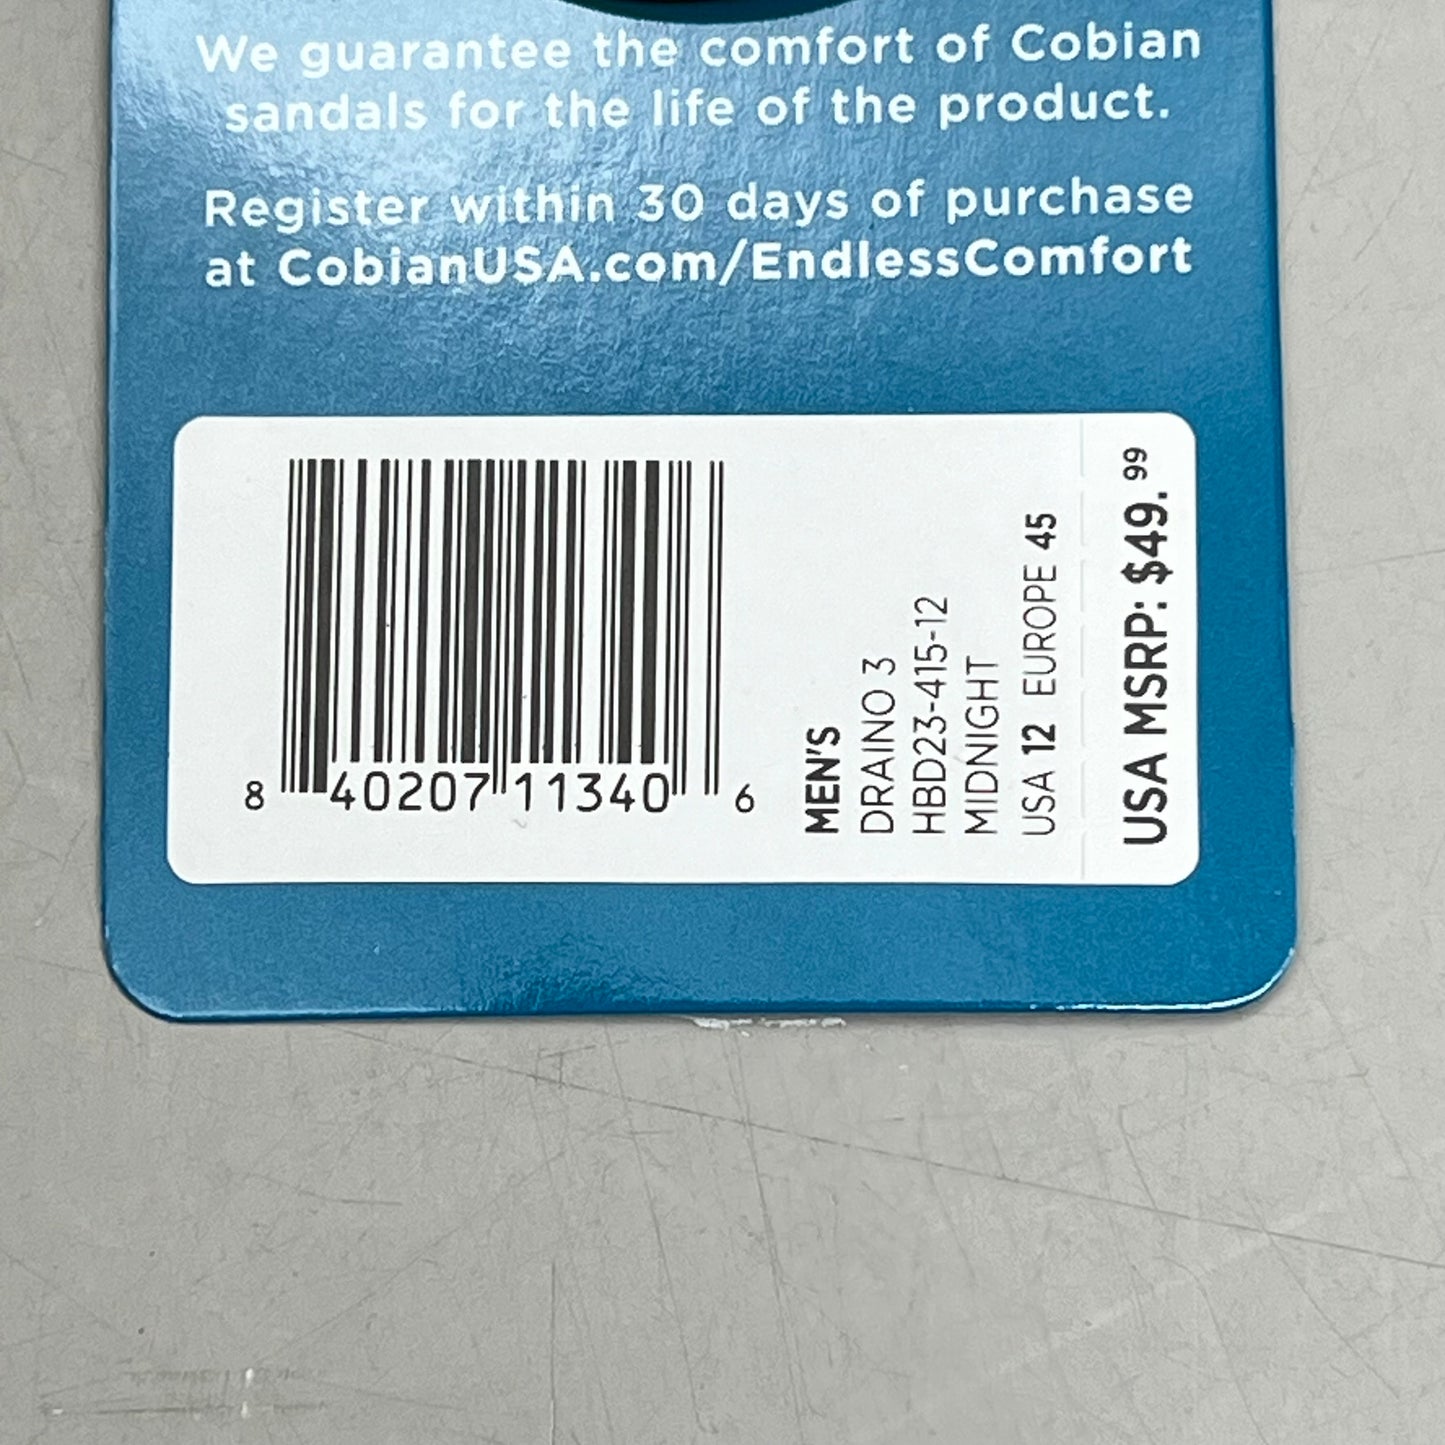 We guarantee the comfort of Cobian
sandals for the life of the product.
Register within 30 days of purchase
at CobianUSA.com/EndlessComfort
8 40207 11340 6
MEN'S
DRAINO 3
HBD23-415-12
MIDNIGHT
USA 12 EUROPE 45
USA MSRP: $49.99